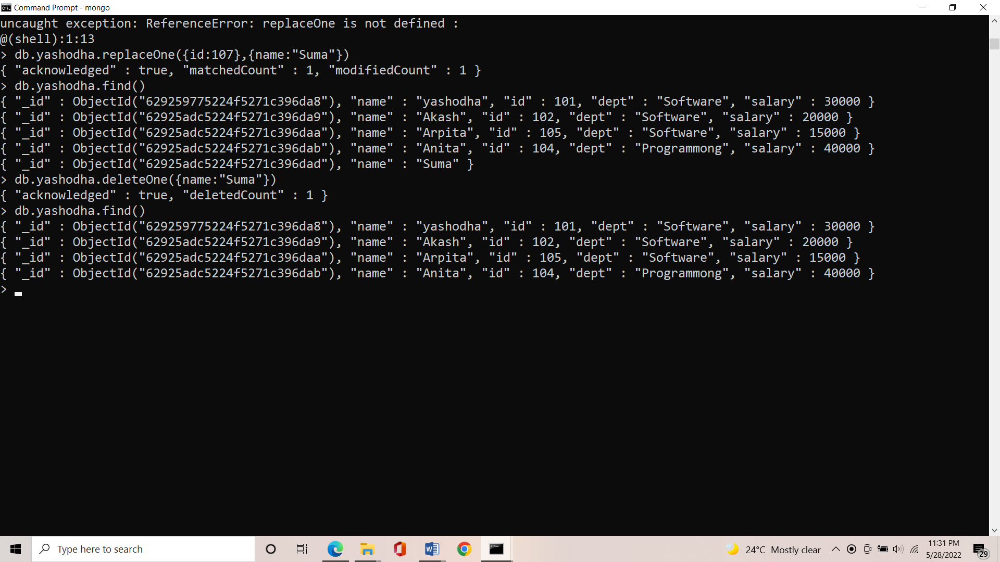 Command Prompt - mongo
uncaught exception: ReferenceError: replaceOne is not defined :
@(shell):1:13
> db.yashodha.replaceOne({id:107},{name:"Suma"})
{ "acknowledged" : true, "matchedCount" : 1, "modifiedCount" : 1 }
> db.yashodha.find()
{ "_id" : ObjectId("629259775224f5271c396da8"), "name" : "yashodha", "id" : 101, "dept" : "Software", "salary" : 30000 }
{ "_id" : ObjectId("62925adc5224f5271c396da9"), "name" : "Akash", "id" : 102, "dept" : "Software", "salary" : 20000 }
{ "_id" : ObjectId("62925adc5224f5271c396daa"), "name" : "Arpita", "id" : 105, "dept" : "Software", "salary" : 15000 }
{ "_id" : ObjectId("62925adc5224f5271c396dab"), "name" : "Anita", "id" : 104, "dept" : "Programmong", "salary" : 40000 }
{ "_id" : ObjectId("62925adc5224f5271c396dad"), "name" : "Suma" }
> db.yashodha.deleteOne({name:"Suma"})
{ "acknowledged" : true, "deletedCount" : 1 }
> db.yashodha.find()
{ "_id" : ObjectId("629259775224f5271c396da8"), "name" : "yashodha", "id" : 101, "dept" : "Software", "salary" : 30000 }
{ "_id" : ObjectId("62925adc5224f5271c396da9"), "name" : "Akash", "id" : 102, "dept" : "Software", "salary" : 20000 }
{ "_id" : ObjectId("62925adc5224f5271c396daa"), "name" : "Arpita", "id" : 105, "dept" : "Software", "salary" : 15000 }
{ "_id" : ObjectId("62925adc5224f5271c396dab"), "name" : "Anita", "id" : 104, "dept" : "Programmong", "salary" : 40000 }
>
Type here to search
24°C Mostly clear
11:31 PM
5/28/2022
29